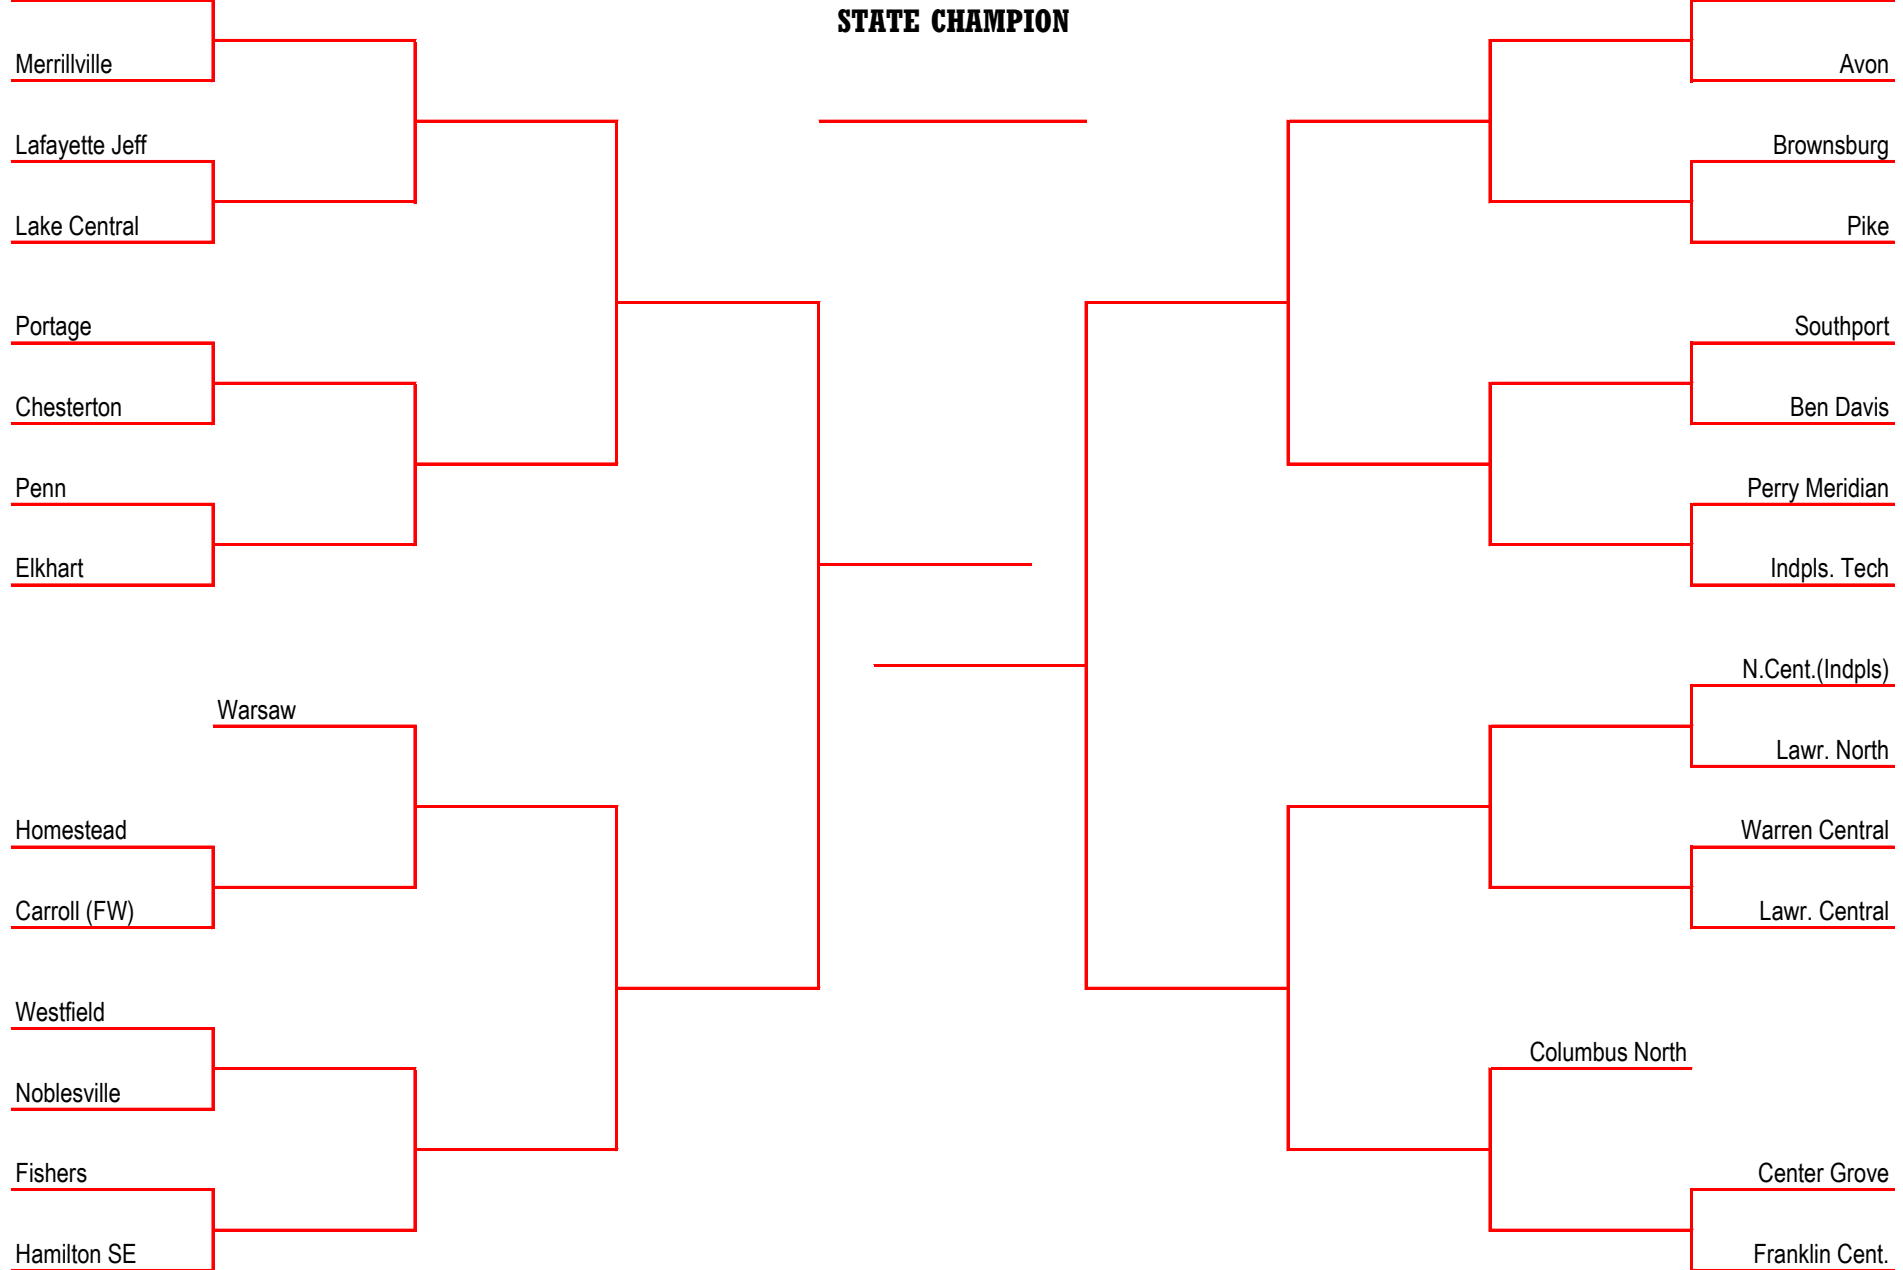 STATE CHAMPION
Merrillville
Lafayette Jeff
Lake Central
Portage
Chesterton
Penn
Elkhart
Warsaw
Homestead
Carroll (FW)
Westfield
Noblesville
Fishers
Hamilton SE
Avon
Brownsburg
Pike
Southport
Ben Davis
Perry Meridian
Indpls. Tech
N.Cent.(Indpls)
Lawr. North
Warren Central
Lawr. Central
Columbus North
Center Grove
Franklin Cent.